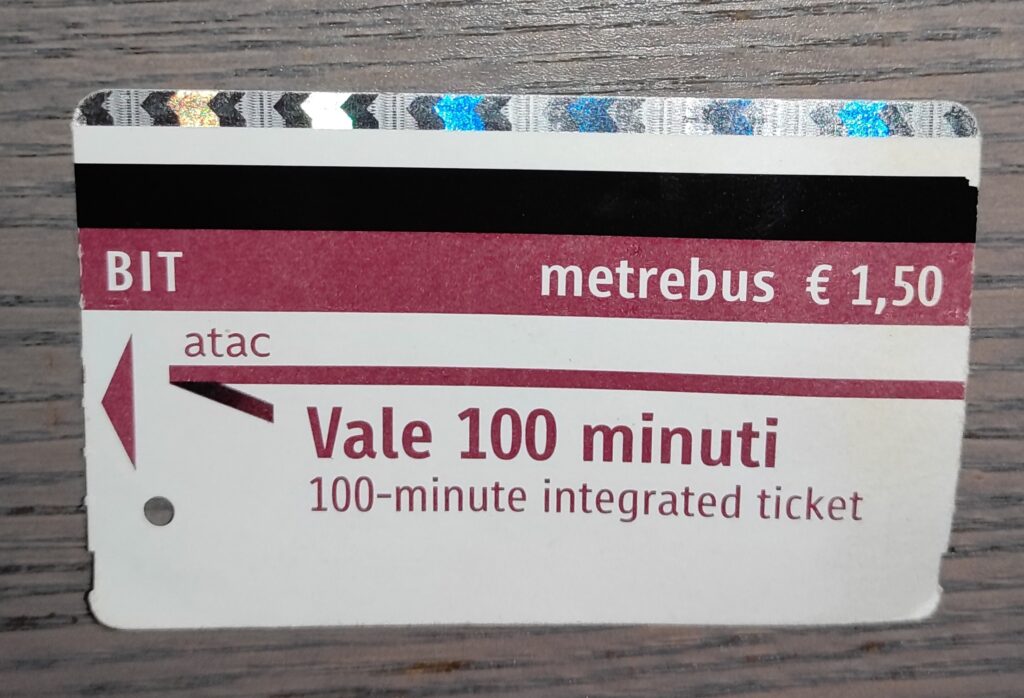 BIT metrebus € 1,50
atac
Vale 100 minuti
100-minute integrated ticket